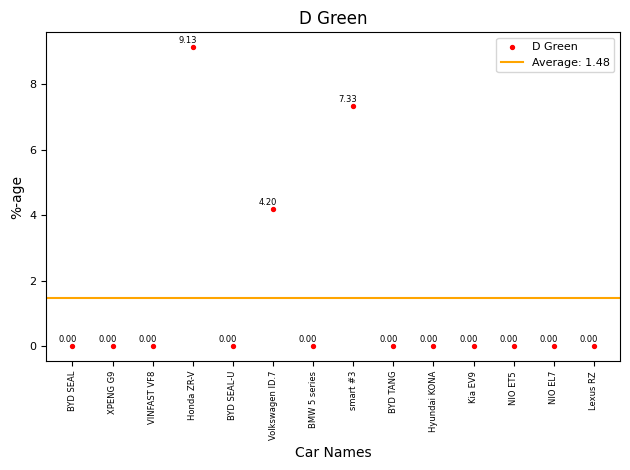 D Green
D Green
Average: 1.48
%-age
8
6
4
2
0
0.00
0.00
0.00
9.13
0.00
4.20
0.00
7.33
0.00
0.00
0.00
0.00
0.00
0.00
BYD SEAL
XPENG G9
VINFAST VF8
Honda ZR-V
BYD SEAL-U
Volkswagen ID.7
BMW 5 series
smart #3
BYD TANG
Hyundai KONA
Kia EV9
NIO ET5
NIO EL7
Lexus RZ
Car Names